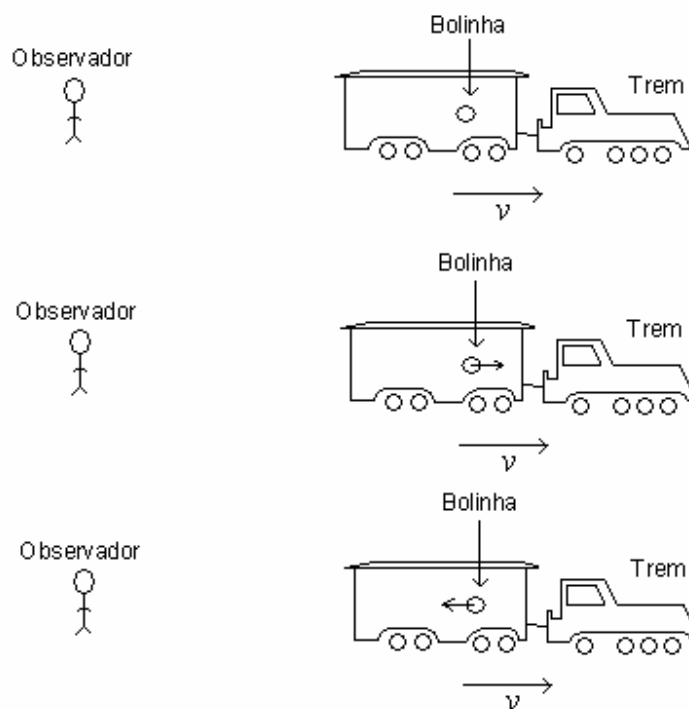 Bolinha
Observador
Trem
v
Bolinha
Observador
Trem
v
Bolinha
Observador
Trem
v